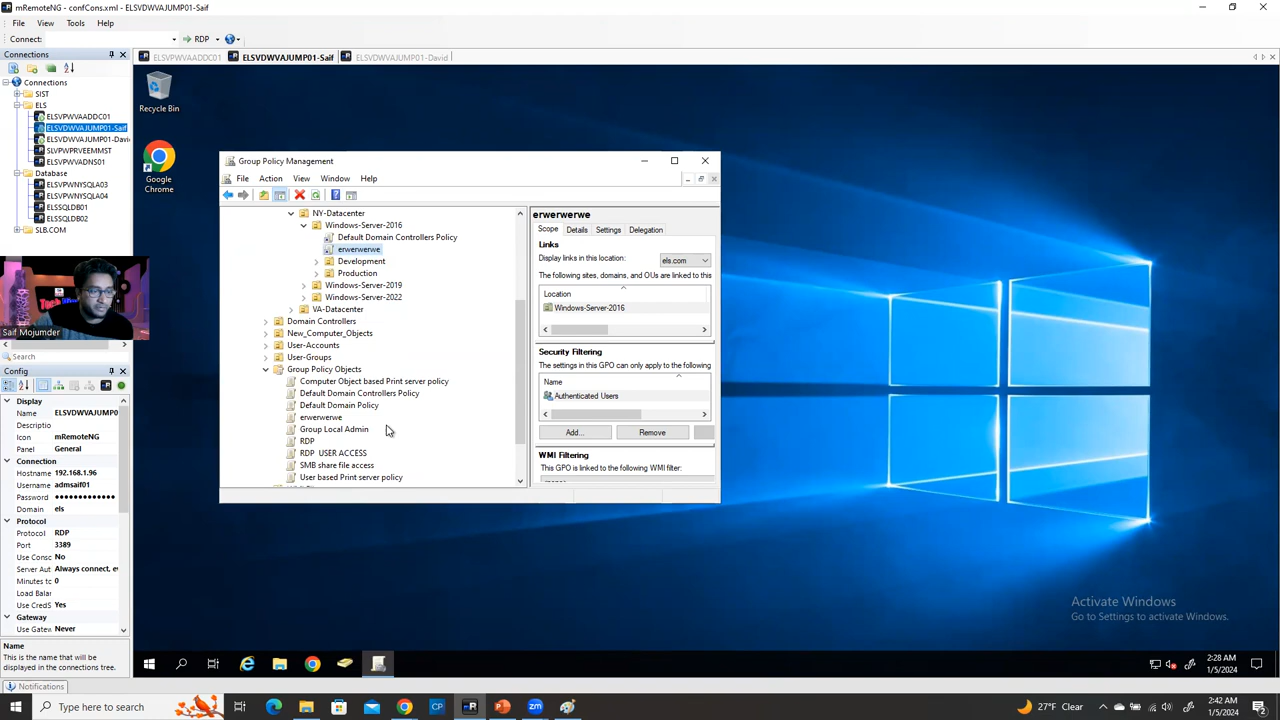 mRemoteNG - confCons.xml - ELSVDWVAJUMP01-Saif
File View Tools Help
Connect: RDP
Connections
Connections
SIST
ELS
ELSVPWVAADDC01
ELSVDWVAJUMP01-Saif
ELSVDWVAJUMP01-Davi
SLVPWPRVEEMMST
ELSVPWVADNS01
Database
ELSVPWNYSQLA03
ELSVPWNYSQLA04
ELSSQLDB01
ELSSQLDB02
SLB.COM
Saif Mojumder
Search
Config
Display
Name ELSVDWVAJUMP0
Descriptio
Icon mRemoteNG
Panel General
Connection
Hostname 192.168.1.96
Username admsaif01
Password ••••••••••••••
Domain els
Protocol
Protocol RDP
Port 3389
Use Consc No
Server Aut Always connect, ev
Minutes to 0
Load Balar
Use CredS Yes
Gateway
Use Gatew Never
Name
This is the name that will be
displayed in the connections tree.
Notifications
ELSVPWVAADDC01 ELSVDWVAJUMP01-Saif ELSVDWVAJUMP01-David
Recycle Bin
Google
Chrome
Group Policy Management
File Action View Window Help
NY-Datacenter
Windows-Server-2016
Default Domain Controllers Policy
erwerwerwe
Development
Production
Windows-Server-2019
Windows-Server-2022
VA-Datacenter
Domain Controllers
New_Computer_Objects
User-Accounts
User-Groups
Group Policy Objects
Computer Object based Print server policy
Default Domain Controllers Policy
Default Domain Policy
erwerwerwe
Group Local Admin
RDP
RDP USER ACCESS
SMB share file access
User based Print server policy
erwerwerwe
Scope Details Settings Delegation
Links
Display links in this location: els.com
The following sites, domains, and OUs are linked to this
Location
Windows-Server-2016
Security Filtering
The settings in this GPO can only apply to the following
Name
Authenticated Users
Add... Remove
WMI Filtering
This GPO is linked to the following WMI filter:
Activate Windows
Go to Settings to activate Windows.
2:28 AM
1/5/2024
Type here to search
27°F Clear
2:42 AM
1/5/2024